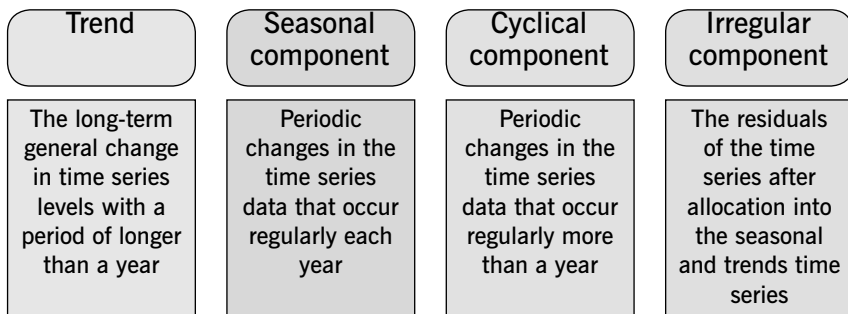 Trend
The long-term
general change
in time series
levels with a
period of longer
than a year
Seasonal
component
Periodic
changes in the
time series
data that occur
regularly each
year
Cyclical
component
Periodic
changes in the
time series
data that occur
regularly more
than a year
Irregular
component
The residuals
of the time
series after
allocation into
the seasonal
and trends time
series